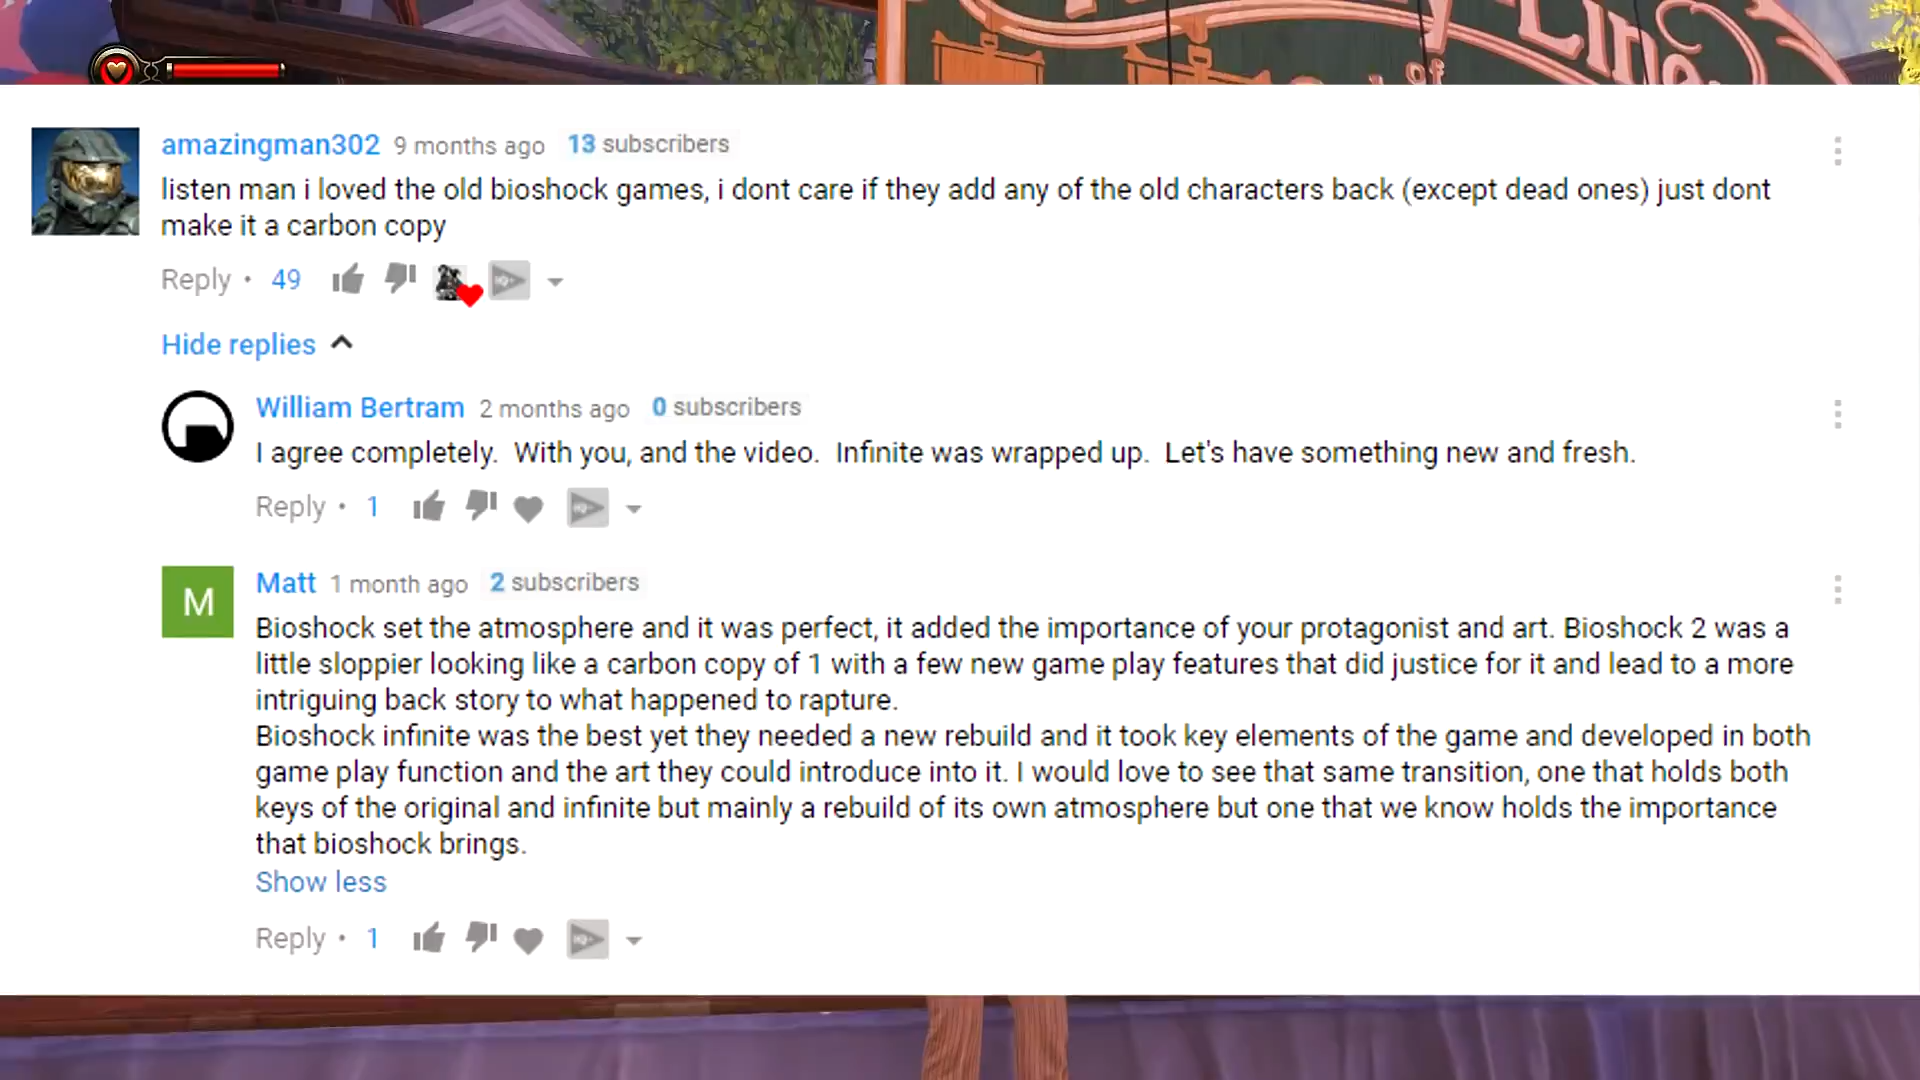 Line
of
amazingman302 9 months ago 13 subscribers
listen man i loved the old bioshock games, i dont care if they add any of the old characters back (except dead ones) just dont
make it a carbon copy
Reply • 49
Hide replies
William Bertram 2 months ago 0 subscribers
I agree completely.  With you, and the video.  Infinite was wrapped up.  Let's have something new and fresh.
Reply • 1
M
Matt 1 month ago 2 subscribers
Bioshock set the atmosphere and it was perfect, it added the importance of your protagonist and art. Bioshock 2 was a
little sloppier looking like a carbon copy of 1 with a few new game play features that did justice for it and lead to a more
intriguing back story to what happened to rapture.
Bioshock infinite was the best yet they needed a new rebuild and it took key elements of the game and developed in both
game play function and the art they could introduce into it. I would love to see that same transition, one that holds both
keys of the original and infinite but mainly a rebuild of its own atmosphere but one that we know holds the importance
that bioshock brings.
Show less
Reply • 1